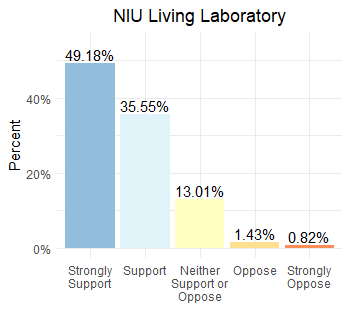 NIU Living Laboratory
Percent
40%
20%
0%
49.18%
35.55%
13.01%
1.43%
0.82%
Strongly
Support
Support
Neither
Support or
Oppose
Oppose
Strongly
Oppose